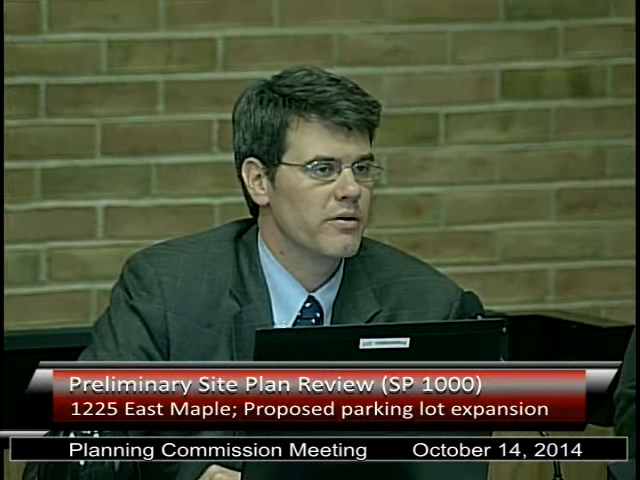 Preliminary Site Plan Review (SP 1000)
1225 East Maple; Proposed parking lot expansion
Planning Commission Meeting October 14, 2014